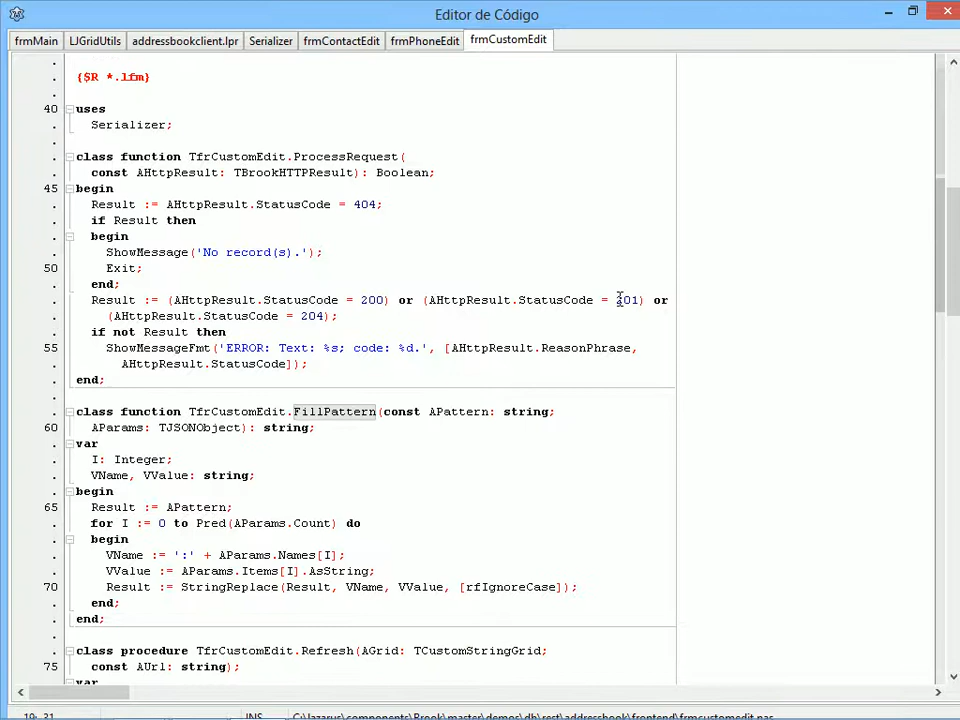 Editor de Código
frmMain LJGridUtils addressbookclient.lpr Serializer frmContactEdit frmPhoneEdit frmCustomEdit
{$R *.lfm}
40 uses
Serializer;
class function TfrCustomEdit.ProcessRequest(
const AHttpResult: TBrookHTTPResult): Boolean;
45 begin
Result := AHttpResult.StatusCode = 404;
if Result then
begin
ShowMessage('No record(s).');
50 Exit;
end;
Result := (AHttpResult.StatusCode = 200) or (AHttpResult.StatusCode = 201) or
(AHttpResult.StatusCode = 204);
if not Result then
55 ShowMessageFmt('ERROR: Text: %s; code: %d.', [AHttpResult.ReasonPhrase,
AHttpResult.StatusCode]);
end;
class function TfrCustomEdit.FillPattern(const APattern: string;
60 AParams: TJSONObject): string;
var
I: Integer;
VName, VValue: string;
begin
65 Result := APattern;
for I := 0 to Pred(AParams.Count) do
begin
VName := ':' + AParams.Names[I];
VValue := AParams.Items[I].AsString;
70 Result := StringReplace(Result, VName, VValue, [rfIgnoreCase]);
end;
end;
class procedure TfrCustomEdit.Refresh(AGrid: TCustomStringGrid;
75 const AUrl: string);
var
19: 31 INS C:\lazarus\components\Brook\master\demos\db\rest\addressbook\frontend\frmcustomedit.pas